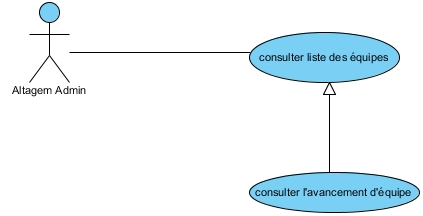 consulter liste des équipes
Altagem Admin
consulter l'avancement d'équipe